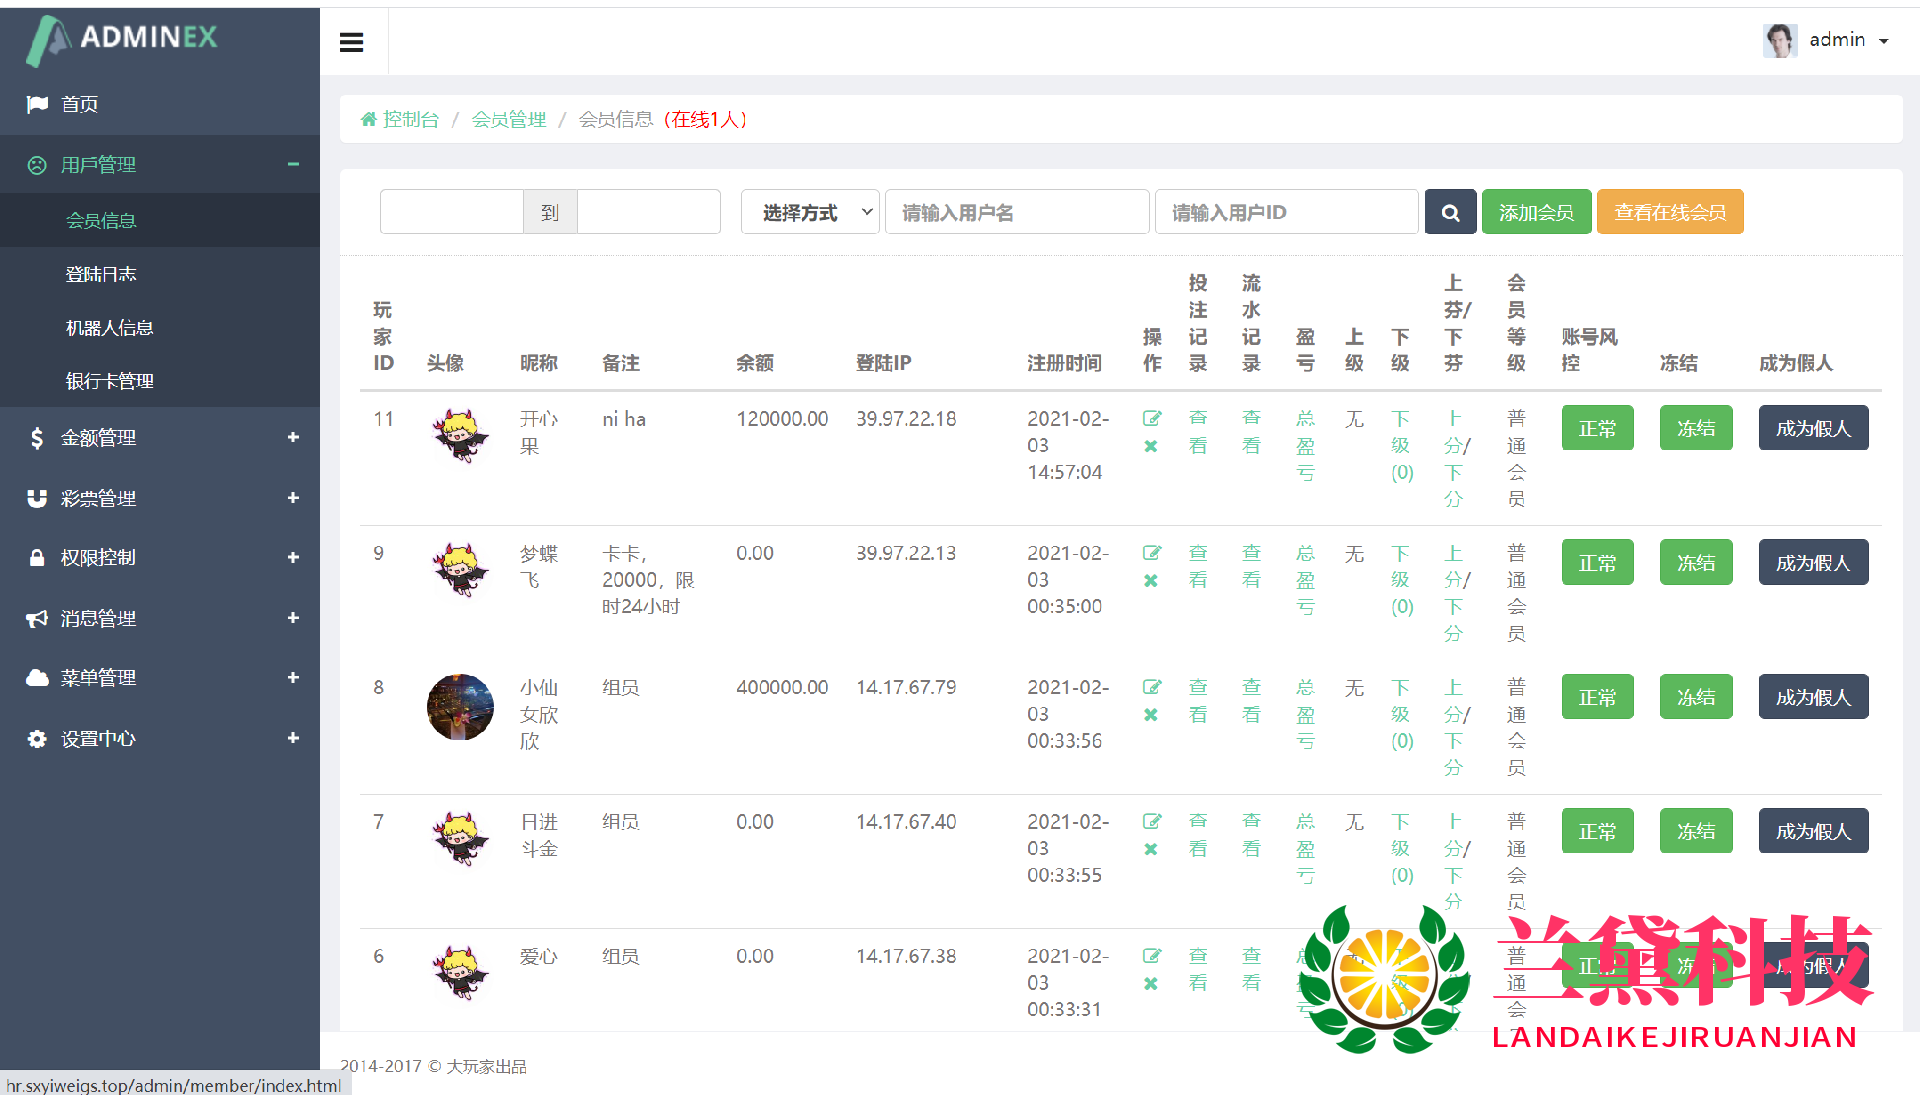 ADMINEX
admin
首页
用戶管理
会员信息
登陆日志
机器人信息
银行卡管理
金额管理
彩票管理
权限控制
消息管理
菜单管理
设置中心
控制台 / 会员管理 / 会员信息（在线1人）
到 选择方式 请输入用户名 请输入用户ID 添加会员 查看在线会员
玩家ID 头像 昵称 备注 余额 登陆IP 注册时间 操作 投注记录 流水记录 盈亏 上级 下级 上芬/下芬 会员等级 账号风控 冻结 成为假人
11 开心果 ni ha 120000.00 39.97.22.18 2021-02-03 14:57:04 查看 查看 总盈亏 无 下级(0) 上分/下分 普通会员 正常 冻结 成为假人
9 梦蝶飞 卡卡，20000，限时24小时 0.00 39.97.22.13 2021-02-03 00:35:00 查看 查看 总盈亏 无 下级(0) 上分/下分 普通会员 正常 冻结 成为假人
8 小仙女欣欣 组员 400000.00 14.17.67.79 2021-02-03 00:33:56 查看 查看 总盈亏 无 下级(0) 上分/下分 普通会员 正常 冻结 成为假人
7 日进斗金 组员 0.00 14.17.67.40 2021-02-03 00:33:55 查看 查看 总盈亏 无 下级(0) 上分/下分 普通会员 正常 冻结 成为假人
6 爱心 组员 0.00 14.17.67.38 2021-02-03 00:33:31 查看 查看 普通会
兰黛科技
LANDAIKEJIRUANJIAN
2014-2017 © 大玩家出品
hr.sxyiweigs.top/admin/member/index.html